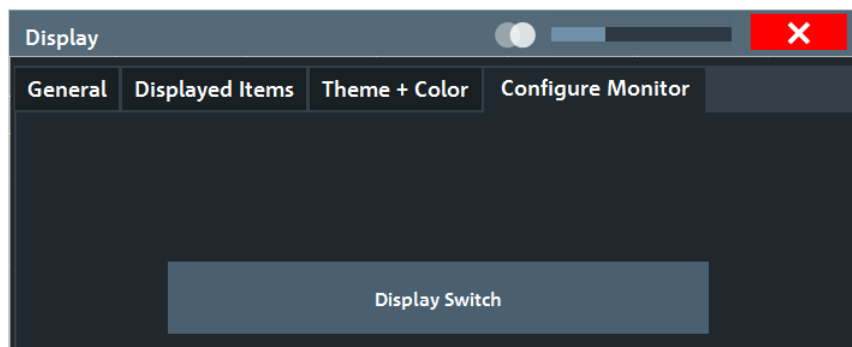 Display
General Displayed Items Theme + Color Configure Monitor
Display Switch